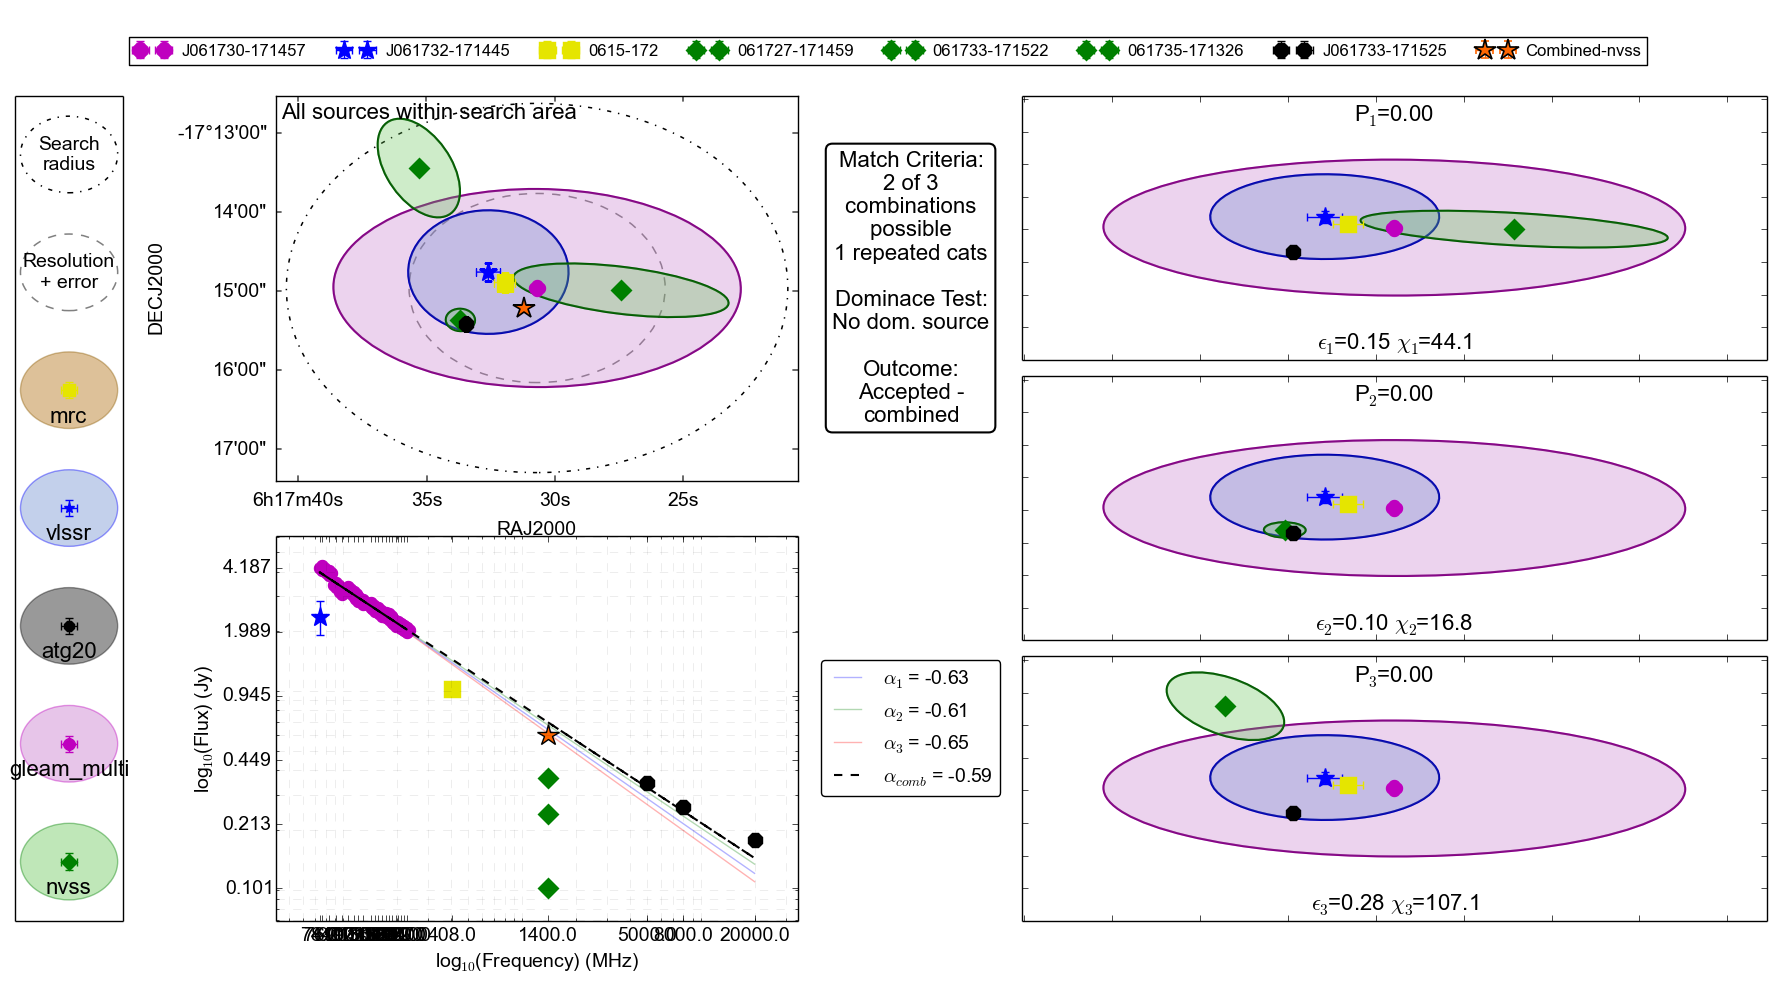 J061730-171457 J061732-171445 0615-172 061727-171459 061733-171522 061735-171326 J061733-171525 Combined-nvss
Search
radius
Resolution
+ error
mrc
vlssr
atg20
gleam_multi
nvss
All sources within search area
DECJ2000
-17°13'00"
14'00"
15'00"
16'00"
17'00"
6h17m40s 35s 30s 25s
RAJ2000
log10(Flux) (Jy)
4.187
1.989
0.945
0.449
0.213
0.101
408.0 1400.0 5000.0 8000.0 20000.0
log10(Frequency) (MHz)
Match Criteria:
2 of 3
combinations
possible
1 repeated cats
Dominace Test:
No dom. source
Outcome:
Accepted -
combined
α1 = -0.63
α2 = -0.61
α3 = -0.65
αcomb = -0.59
P1=0.00
ϵ1=0.15 χ1=44.1
P2=0.00
ϵ2=0.10 χ2=16.8
P3=0.00
ϵ3=0.28 χ3=107.1